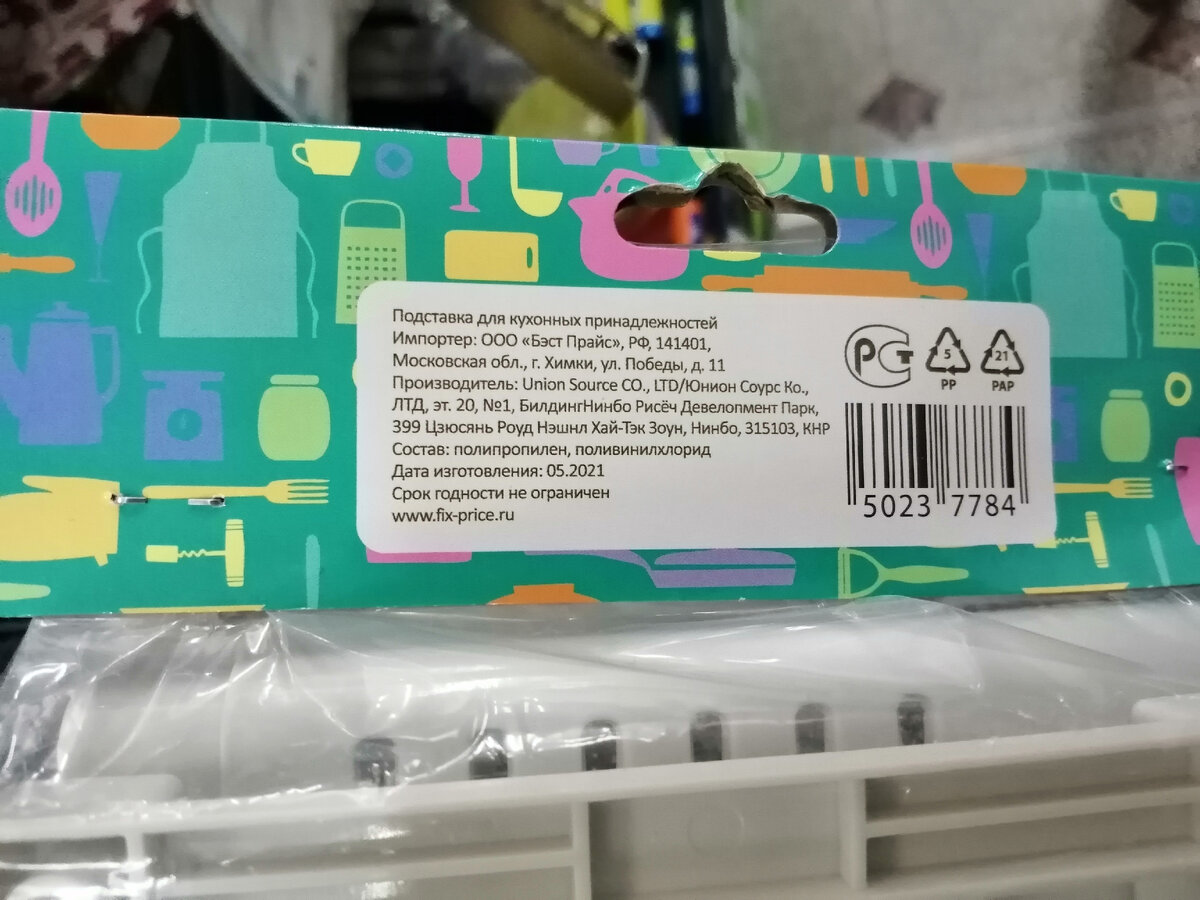 Подставка для кухонных принадлежностей
Импортер: ООО «Бэст Прайс», РФ, 141401,
Московская обл., г. Химки, ул. Победы, д. 11
Производитель: Union Source CO., LTD/Юнион Соурс Ко.,
ЛТД, эт. 20, №1, БилдингНинбо Рисёч Девелопмент Парк,
399 Цзюсянь Роуд Нэшнл Хай-Тэк Зоун, Нинбо, 315103, КНР
Состав: полипропилен, поливинилхлорид
Дата изготовления: 05.2021
Срок годности не ограничен
www.fix-price.ru
РСТ
5
PP
21
PAP
5023 7784